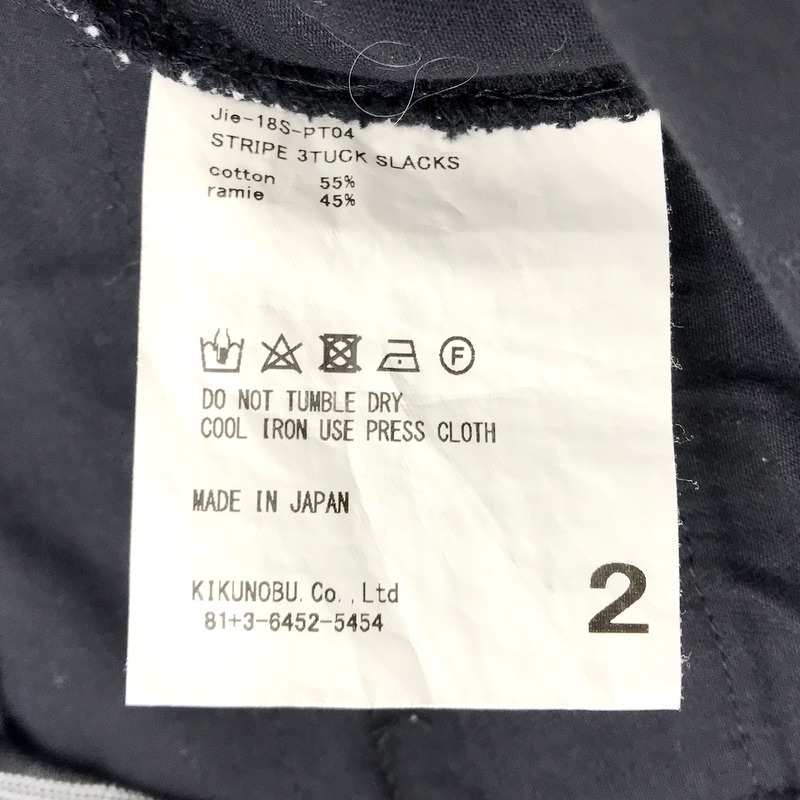 Jie-18S-PT04
STRIPE 3TUCK SLACKS
cotton 55%
ramie 45%
F
DO NOT TUMBLE DRY
COOL IRON USE PRESS CLOTH
MADE IN JAPAN
KIKUNOBU. Co., Ltd
81+3-6452-5454
2